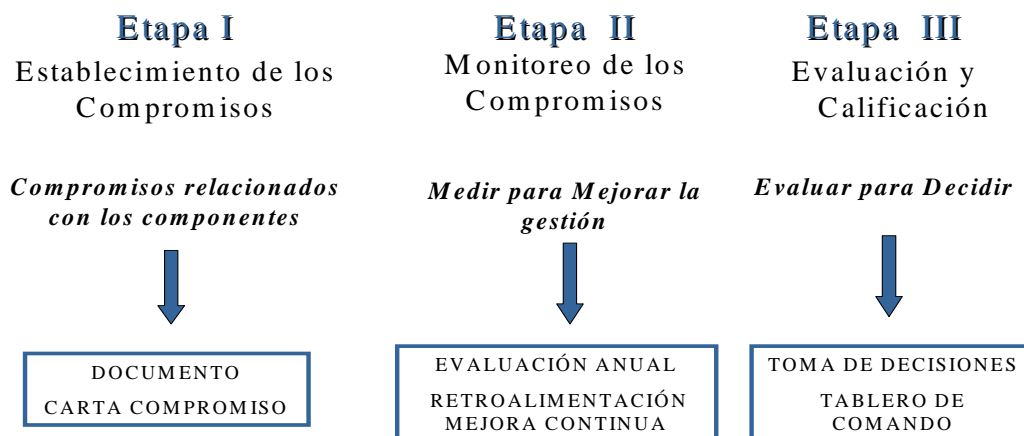 Etapa I
Establecimiento de los
Compromisos
Compromisos relacionados
con los componentes
DOCUMENTO
CARTA COMPROMISO
Etapa II
Monitoreo de los
Compromisos
Medir para Mejorar la
gestión
EVALUACIÓN ANUAL
RETROALIMENTACIÓN
MEJORA CONTINUA
Etapa III
Evaluación y
Calificación
Evaluar para Decidir
TOMA DE DECISIONES
TABLERO DE
COMANDO